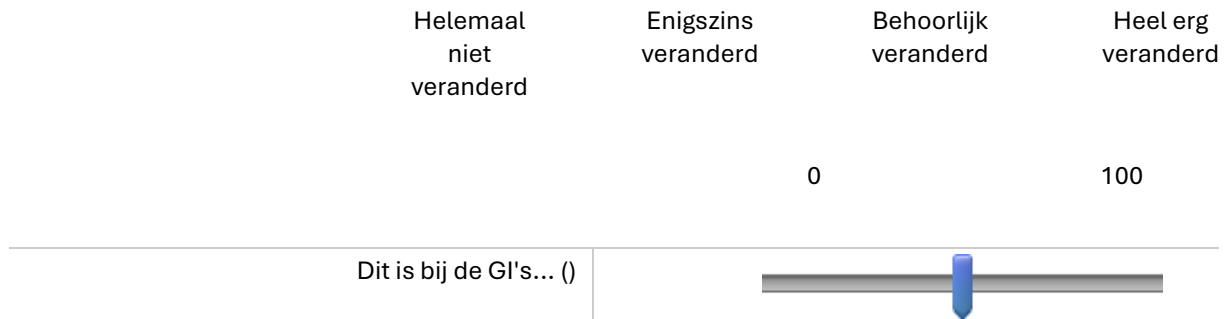 Helemaal niet veranderd
Enigszins veranderd
Behoorlijk veranderd
Heel erg veranderd
0
100
Dit is bij de GI's... ()